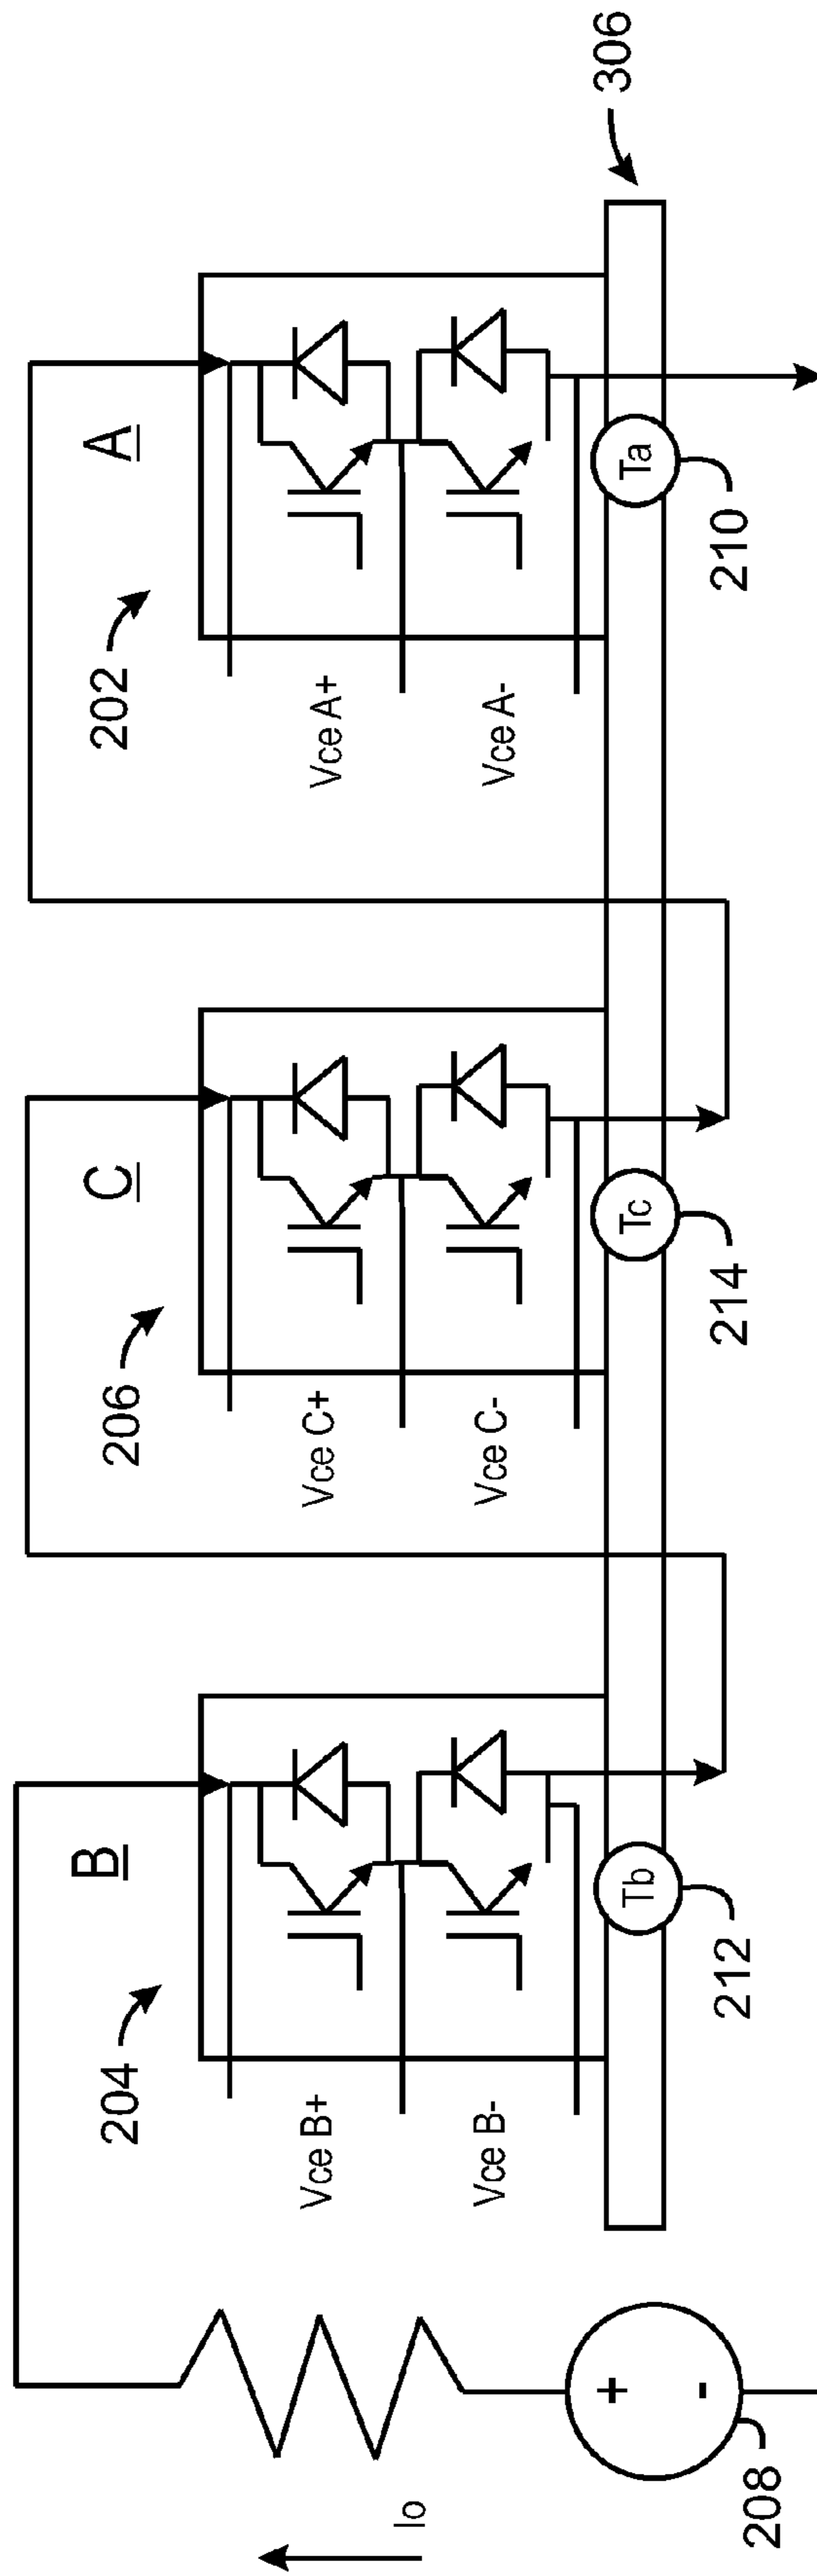 B
C
A
204
206
202
306
Vce B+
Vce C+
Vce A+
Vce B-
Vce C-
Vce A-
Io
+
-
Tb
Tc
Ta
208
212
214
210